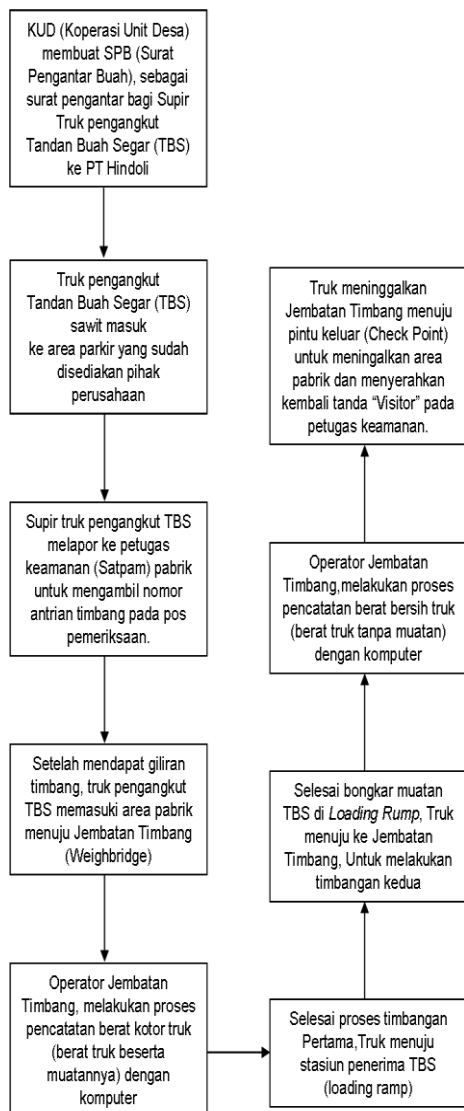 KUD (Koperasi Unit Desa)
membuat SPB (Surat
Pengantar Buah), sebagai
surat pengantar bagi Supir
Truk pengangkut
Tandan Buah Segar (TBS)
ke PT Hindoli
Truk pengangkut
Tandan Buah Segar (TBS)
sawit masuk
ke area parkir yang sudah
disediakan pihak
perusahaan
Supir truk pengangkut TBS
melapor ke petugas
keamanan (Satpam) pabrik
untuk mengambil nomor
antrian timbang pada pos
pemeriksaan.
Setelah mendapat giliran
timbang, truk pengangkut
TBS memasuki area pabrik
menuju Jembatan Timbang
(Weighbridge)
Operator Jembatan
Timbang, melakukan proses
pencatatan berat kotor truk
(berat truk beserta
muatannya) dengan
komputer
Selesai proses timbangan
Pertama,Truk menuju
stasiun penerima TBS
(loading ramp)
Selesai bongkar muatan
TBS di Loading Rump, Truk
menuju ke Jembatan
Timbang, Untuk melakukan
timbangan kedua
Operator Jembatan
Timbang,melakukan proses
pencatatan berat bersih truk
(berat truk tanpa muatan)
dengan komputer
Truk meninggalkan
Jembatan Timbang menuju
pintu keluar (Check Point)
untuk meningalkan area
pabrik dan menyerahkan
kembali tanda “Visitor” pada
petugas keamanan.